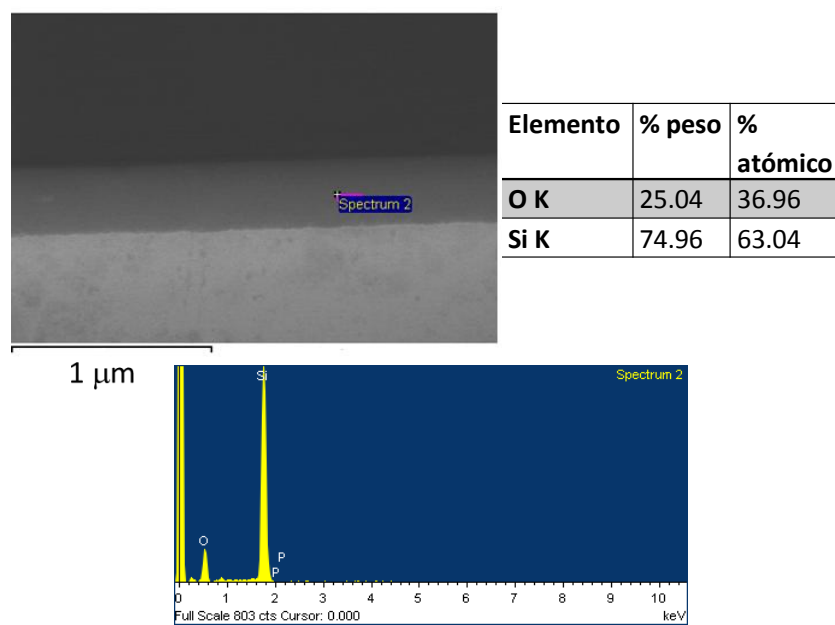 Spectrum 2
1 μm
Elemento % peso % atómico
O K 25.04 36.96
Si K 74.96 63.04
Spectrum 2
Si
O
P
P
0 1 2 3 4 5 6 7 8 9 10
Full Scale 803 cts Cursor: 0.000 keV